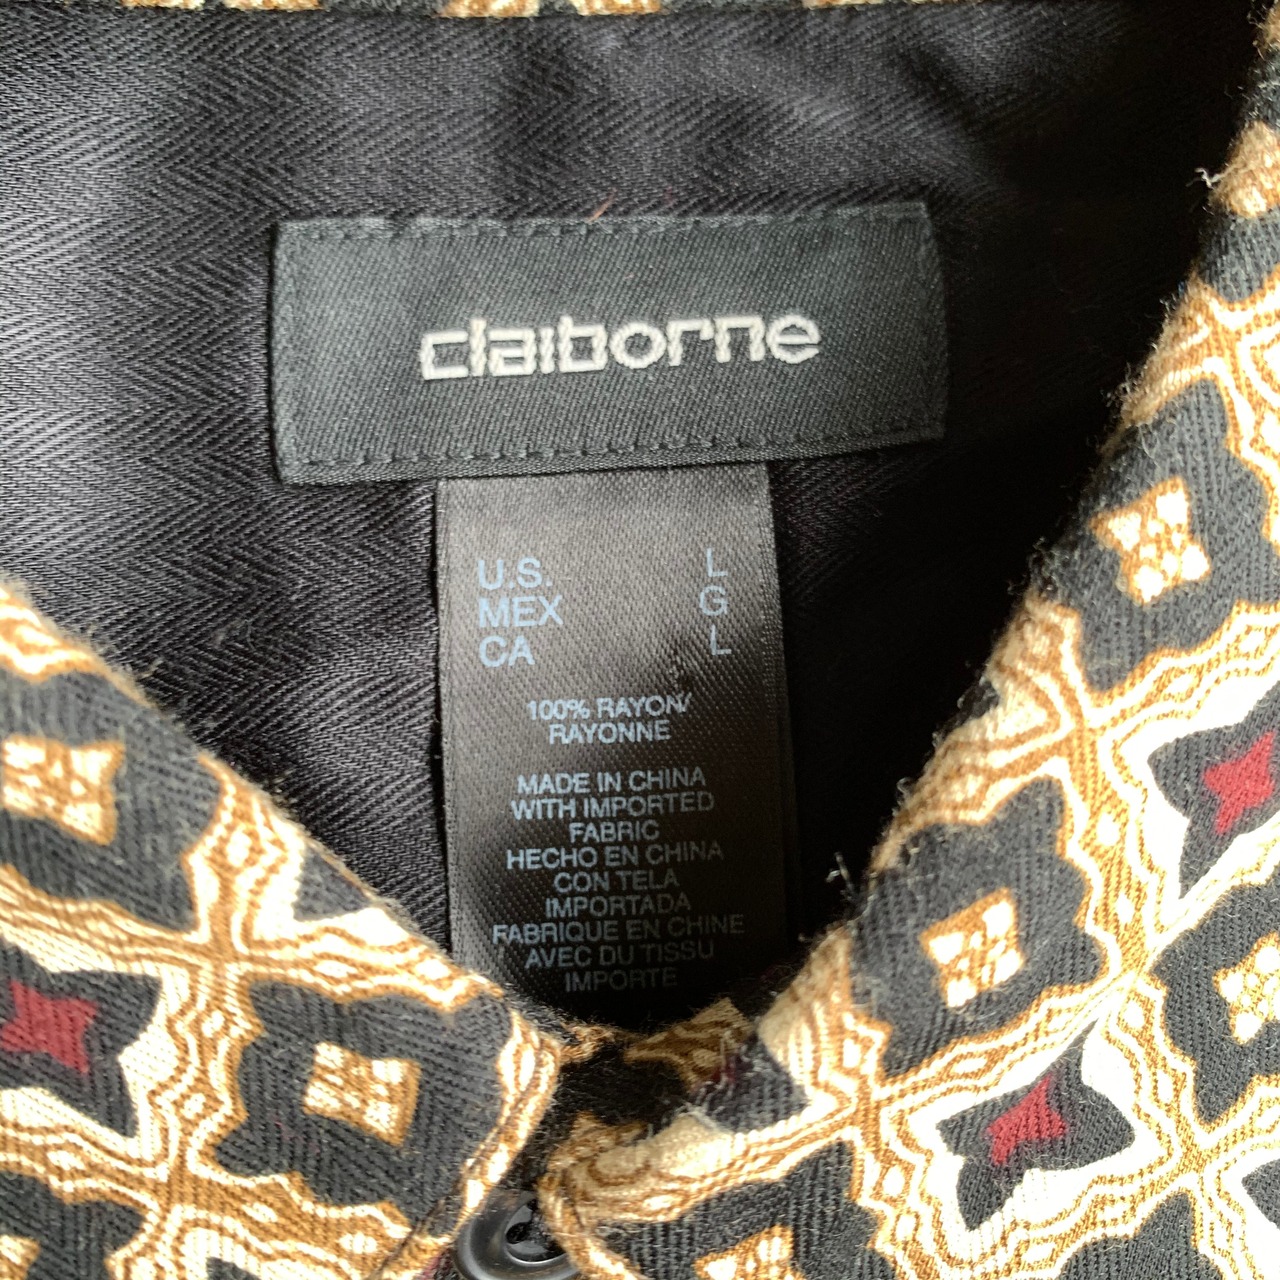 claiborne
U.S. L
MEX G
CA L
100% RAYON/
RAYONNE
MADE IN CHINA
WITH IMPORTED
FABRIC
HECHO EN CHINA
CON TELA
IMPORTADA
FABRIQUE EN CHINE
AVEC DU TISSU
IMPORTE